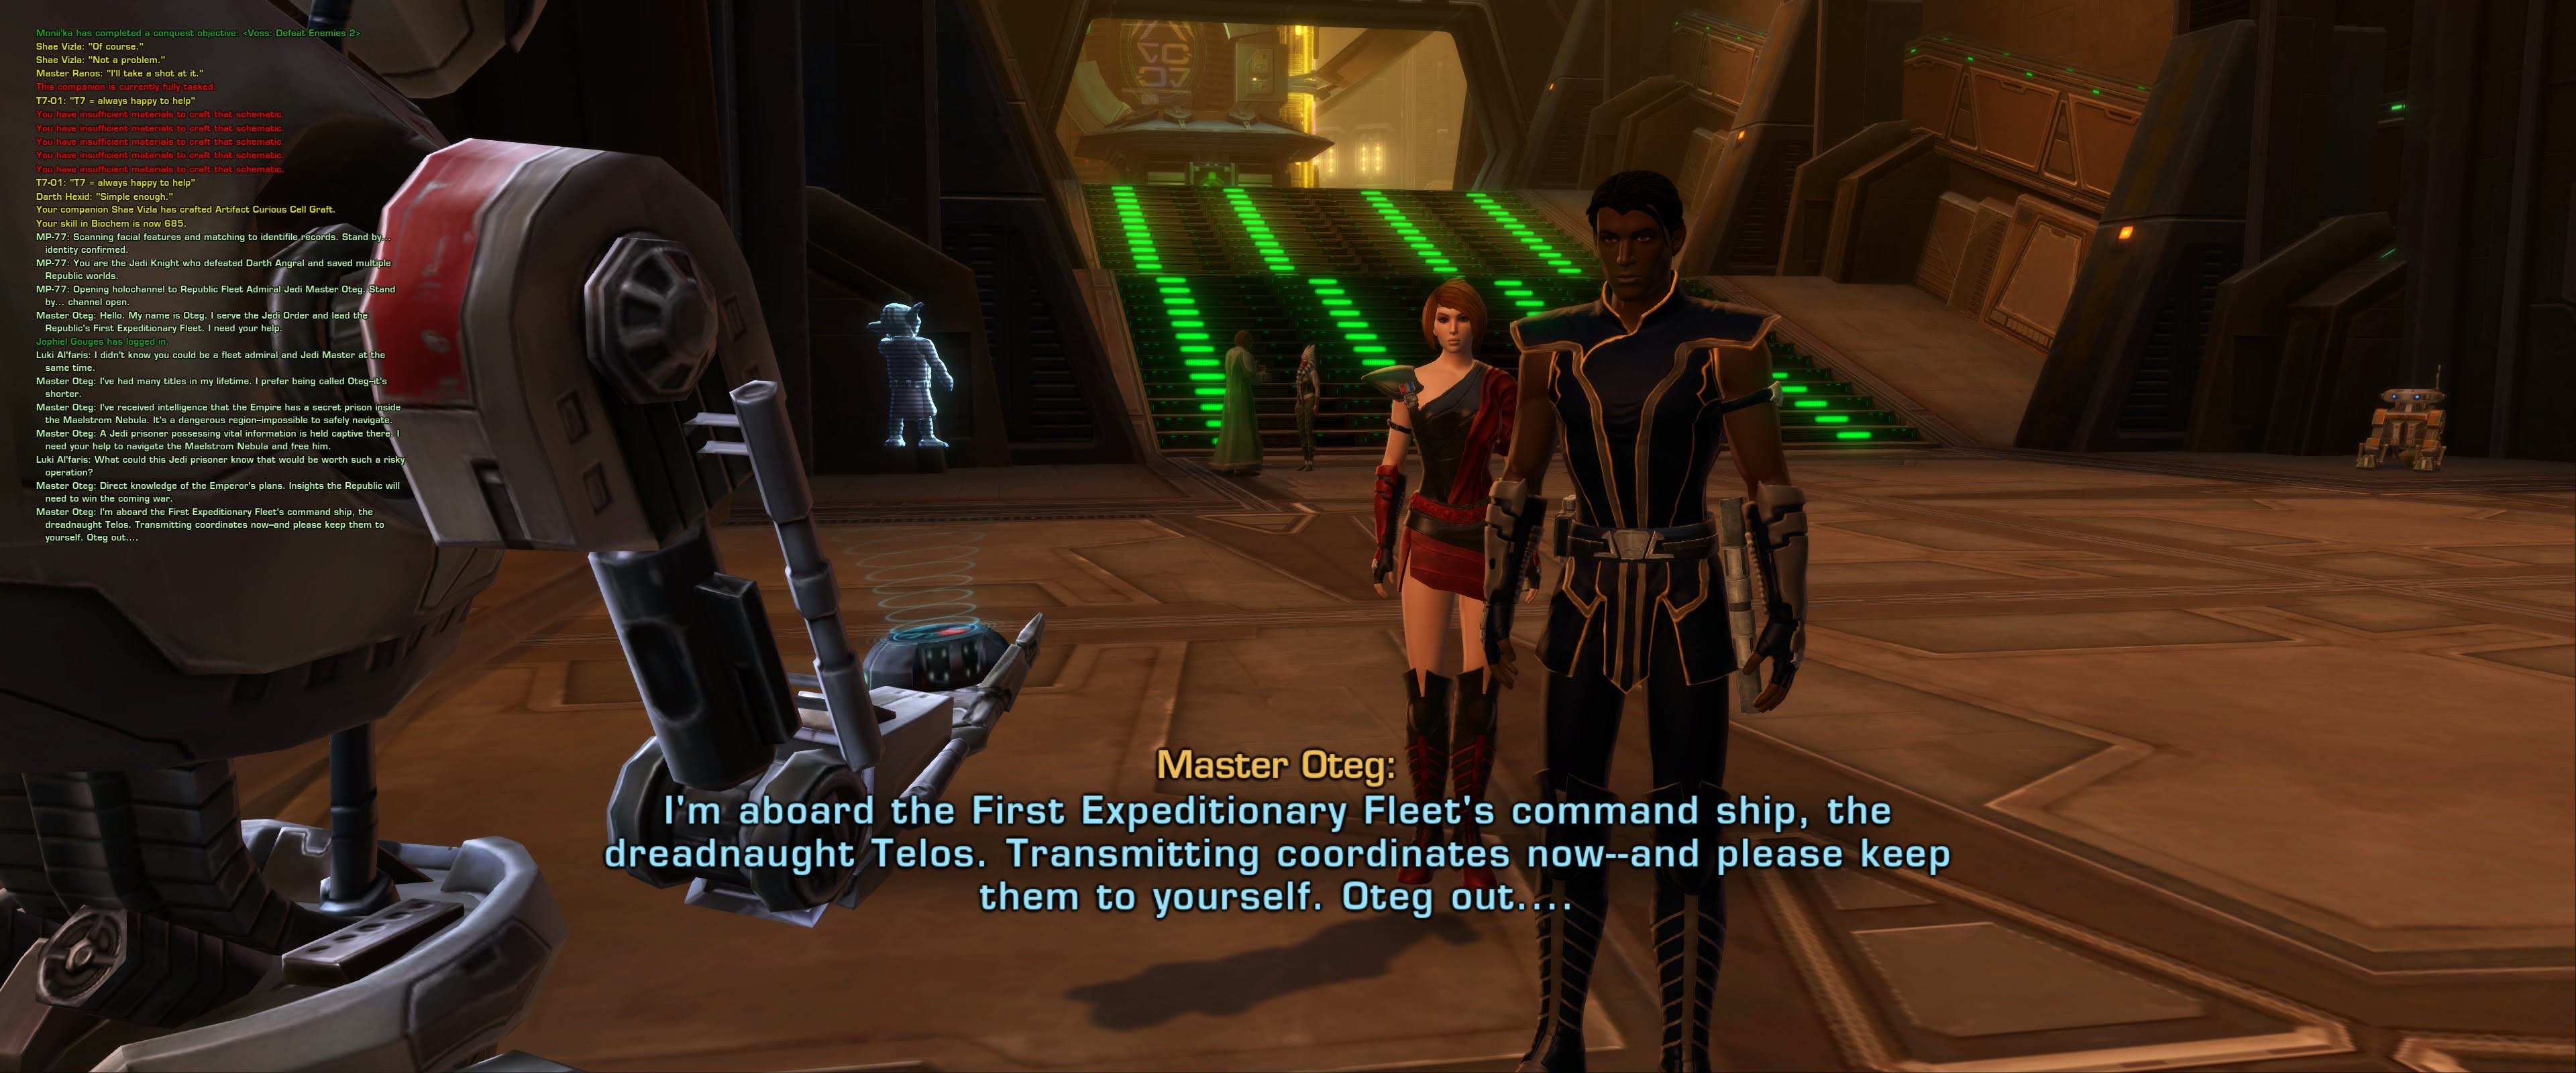 Monii'ka has completed a conquest objective: <Voss: Defeat Enemies 2>
Shae Vizla: "Of course."
Shae Vizla: "Not a problem."
Master Ranos: "I'll take a shot at it."
This companion is currently fully tasked.
T7-01: "T7 = always happy to help"
You have insufficient materials to craft that schematic.
You have insufficient materials to craft that schematic.
You have insufficient materials to craft that schematic.
You have insufficient materials to craft that schematic.
You have insufficient materials to craft that schematic.
T7-01: "T7 = always happy to help"
Darth Hexid: "Simple enough."
Your companion Shae Vizla has crafted Artifact Curious Cell Graft.
Your skill in Biochem is now 685.
MP-77: Scanning facial features and matching to identifile records. Stand by...
identity confirmed.
MP-77: You are the Jedi Knight who defeated Darth Angral and saved multiple
Republic worlds.
MP-77: Opening holochannel to Republic Fleet Admiral Jedi Master Oteg. Stand
by... channel open.
Master Oteg: Hello. My name is Oteg. I serve the Jedi Order and lead the
Republic's First Expeditionary Fleet. I need your help.
Jophiel Gouges has logged in.
Luki Al'faris: I didn't know you could be a fleet admiral and Jedi Master at the
same time.
Master Oteg: I've had many titles in my lifetime. I prefer being called Oteg--it's
shorter.
Master Oteg: I've received intelligence that the Empire has a secret prison inside
the Maelstrom Nebula. It's a dangerous region--impossible to safely navigate.
Master Oteg: A Jedi prisoner possessing vital information is held captive there. I
need your help to navigate the Maelstrom Nebula and free him.
Luki Al'faris: What could this Jedi prisoner know that would be worth such a risky
operation?
Master Oteg: Direct knowledge of the Emperor's plans. Insights the Republic will
need to win the coming war.
Master Oteg: I'm aboard the First Expeditionary Fleet's command ship, the
dreadnaught Telos. Transmitting coordinates now--and please keep them to
yourself. Oteg out....
Master Oteg:
I'm aboard the First Expeditionary Fleet's command ship, the
dreadnaught Telos. Transmitting coordinates now--and please keep
them to yourself. Oteg out....